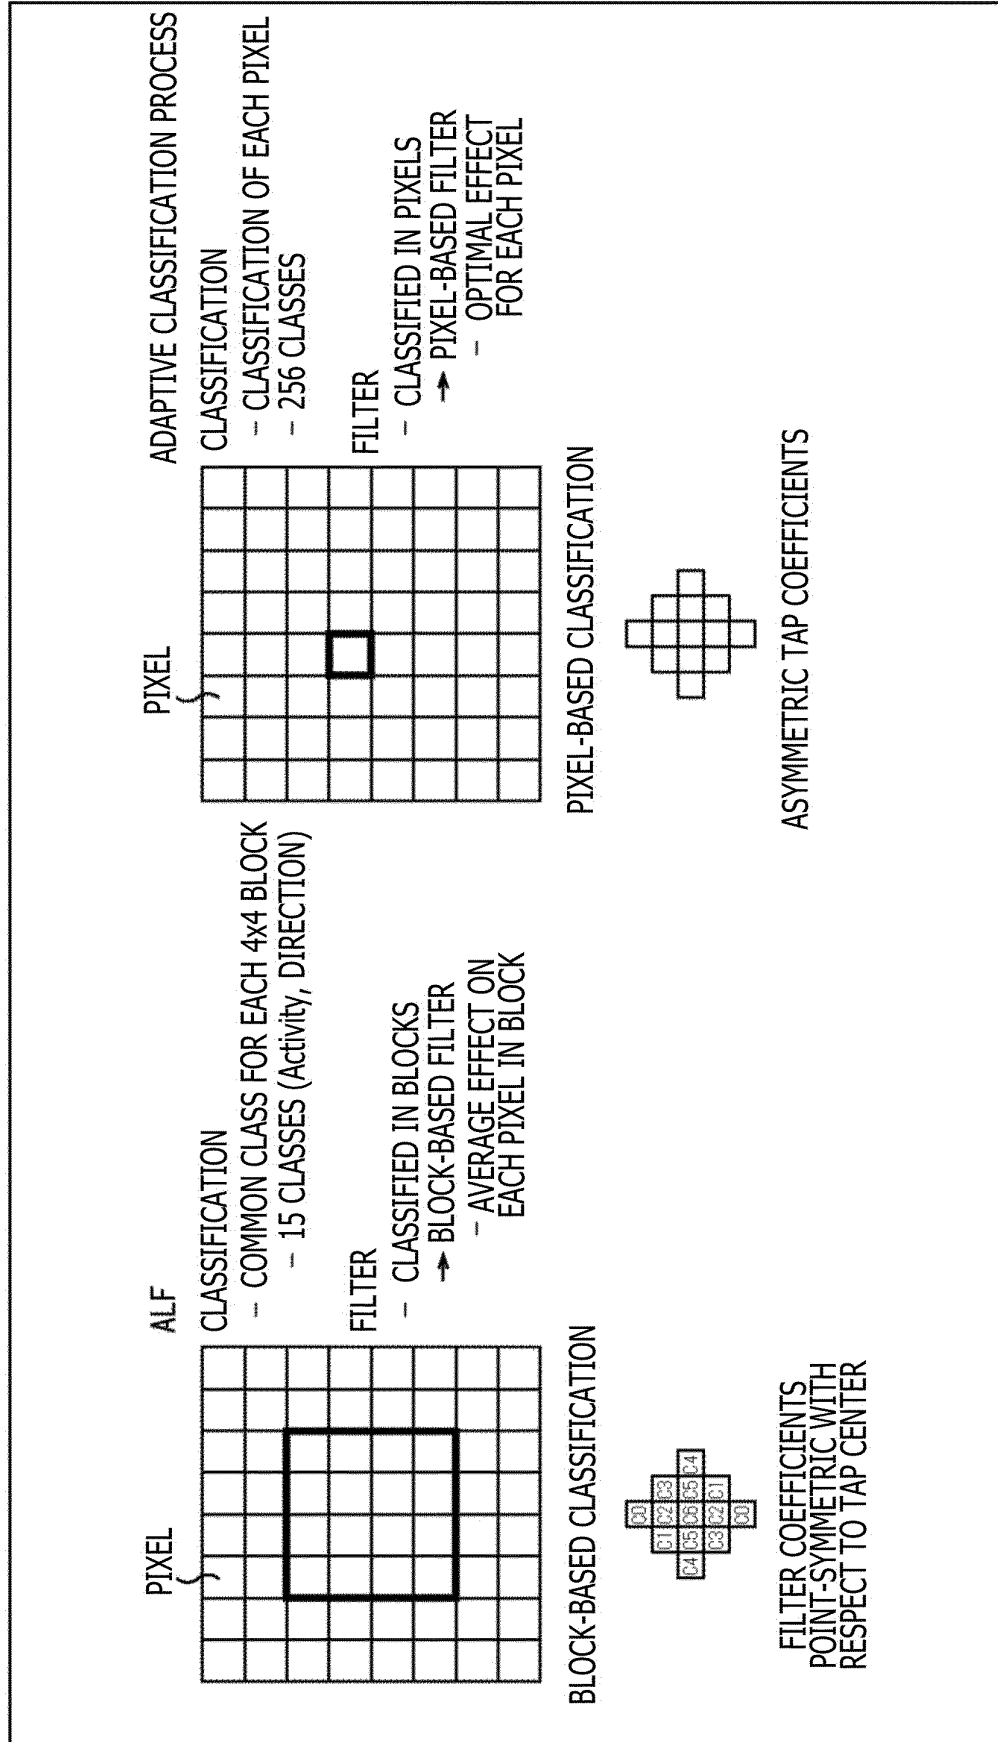 ALF
PIXEL
CLASSIFICATION
– COMMON CLASS FOR EACH 4x4 BLOCK
– 15 CLASSES (Activity, DIRECTION)
FILTER
– CLASSIFIED IN BLOCKS
→ BLOCK-BASED FILTER
– AVERAGE EFFECT ON
EACH PIXEL IN BLOCK
BLOCK-BASED CLASSIFICATION
C0
C1 C2 C3
C4 C5 C6 C5 C4
C3 C2 C1
C0
FILTER COEFFICIENTS
POINT-SYMMETRIC WITH
RESPECT TO TAP CENTER
ADAPTIVE CLASSIFICATION PROCESS
PIXEL
CLASSIFICATION
– CLASSIFICATION OF EACH PIXEL
– 256 CLASSES
FILTER
– CLASSIFIED IN PIXELS
→ PIXEL-BASED FILTER
– OPTIMAL EFFECT
FOR EACH PIXEL
PIXEL-BASED CLASSIFICATION
ASYMMETRIC TAP COEFFICIENTS